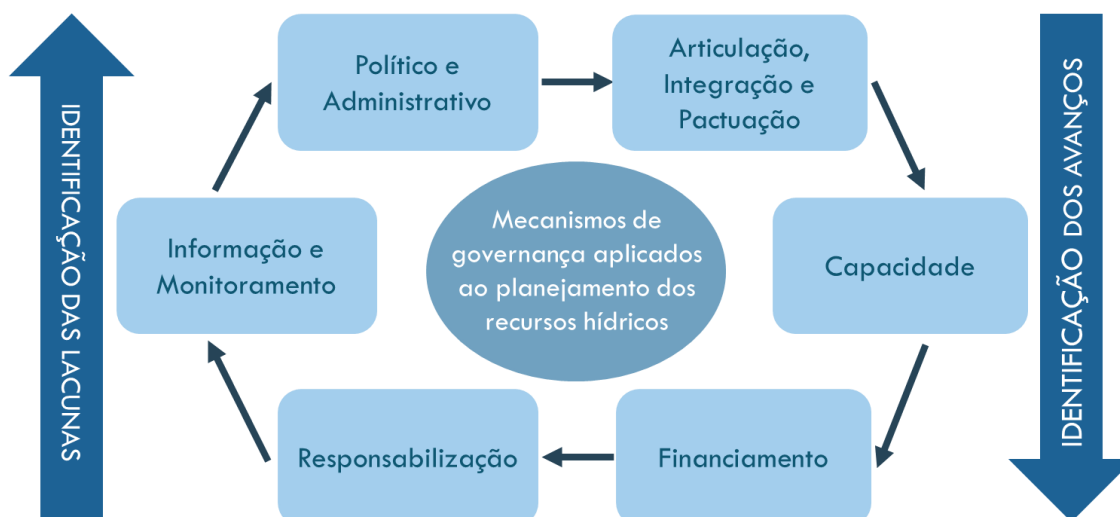 IDENTIFICAÇÃO DAS LACUNAS
Político e
Administrativo
Articulação,
Integração e
Pactuação
Informação e
Monitoramento
Mecanismos de
governança aplicados
ao planejamento dos
recursos hídricos
Capacidade
Responsabilização
Financiamento
IDENTIFICAÇÃO DOS AVANÇOS